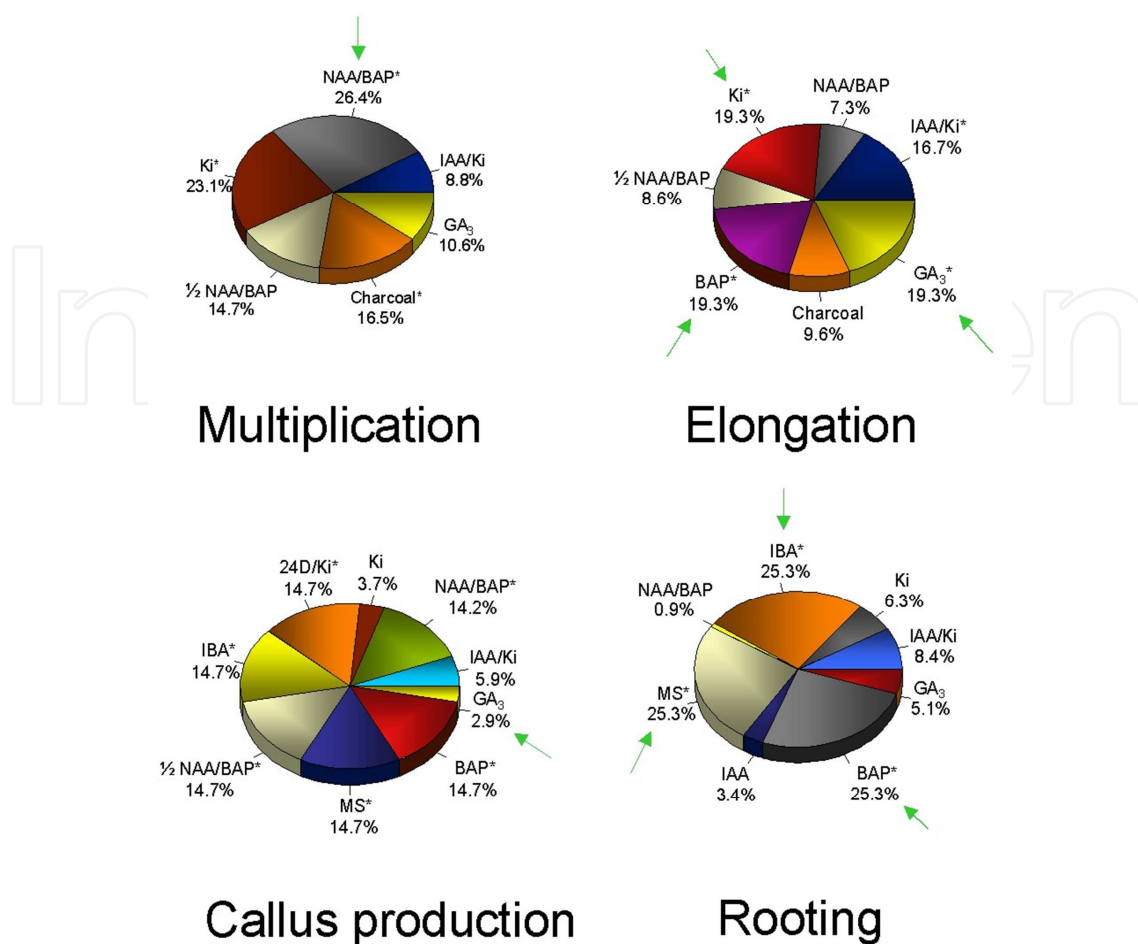 NAA/BAP*
26.4%
IAA/Ki
8.8%
GA₃
10.6%
Charcoal*
16.5%
½ NAA/BAP
14.7%
Ki*
23.1%
Multiplication
Ki*
19.3%
NAA/BAP
7.3%
IAA/Ki*
16.7%
GA₃*
19.3%
Charcoal
9.6%
BAP*
19.3%
½ NAA/BAP
8.6%
Elongation
24D/Ki*
14.7%
Ki
3.7%
NAA/BAP*
14.2%
IAA/Ki
5.9%
GA₃
2.9%
BAP*
14.7%
MS*
14.7%
½ NAA/BAP*
14.7%
IBA*
14.7%
Callus production
IBA*
25.3%
Ki
6.3%
IAA/Ki
8.4%
GA₃
5.1%
BAP*
25.3%
IAA
3.4%
MS*
25.3%
NAA/BAP
0.9%
Rooting